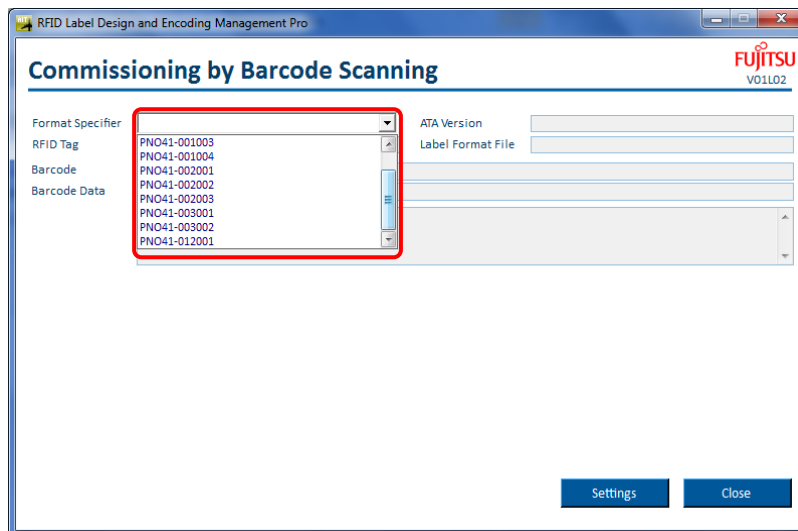 RFID Label Design and Encoding Management Pro
Commissioning by Barcode Scanning
FUJITSU
V01L02
Format Specifier
ATA Version
RFID Tag
Label Format File
Barcode
Barcode Data
PNO41-001003
PNO41-001004
PNO41-002001
PNO41-002002
PNO41-002003
PNO41-003001
PNO41-003002
PNO41-012001
Settings
Close